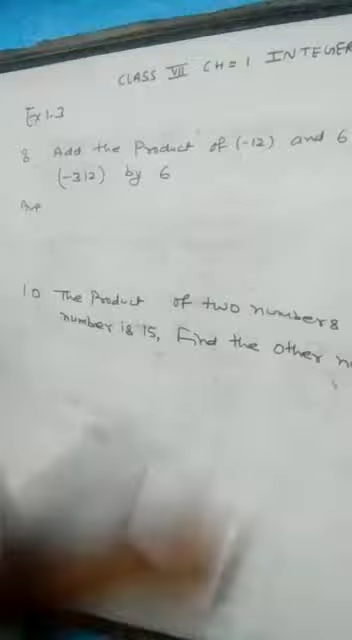 CLASS VII CH = 1 INTEGER
Ex 1.3
8 Add the Product of (-12) and 6
(-312) by 6
10 The Product of two numbers
number is 15, Find the other